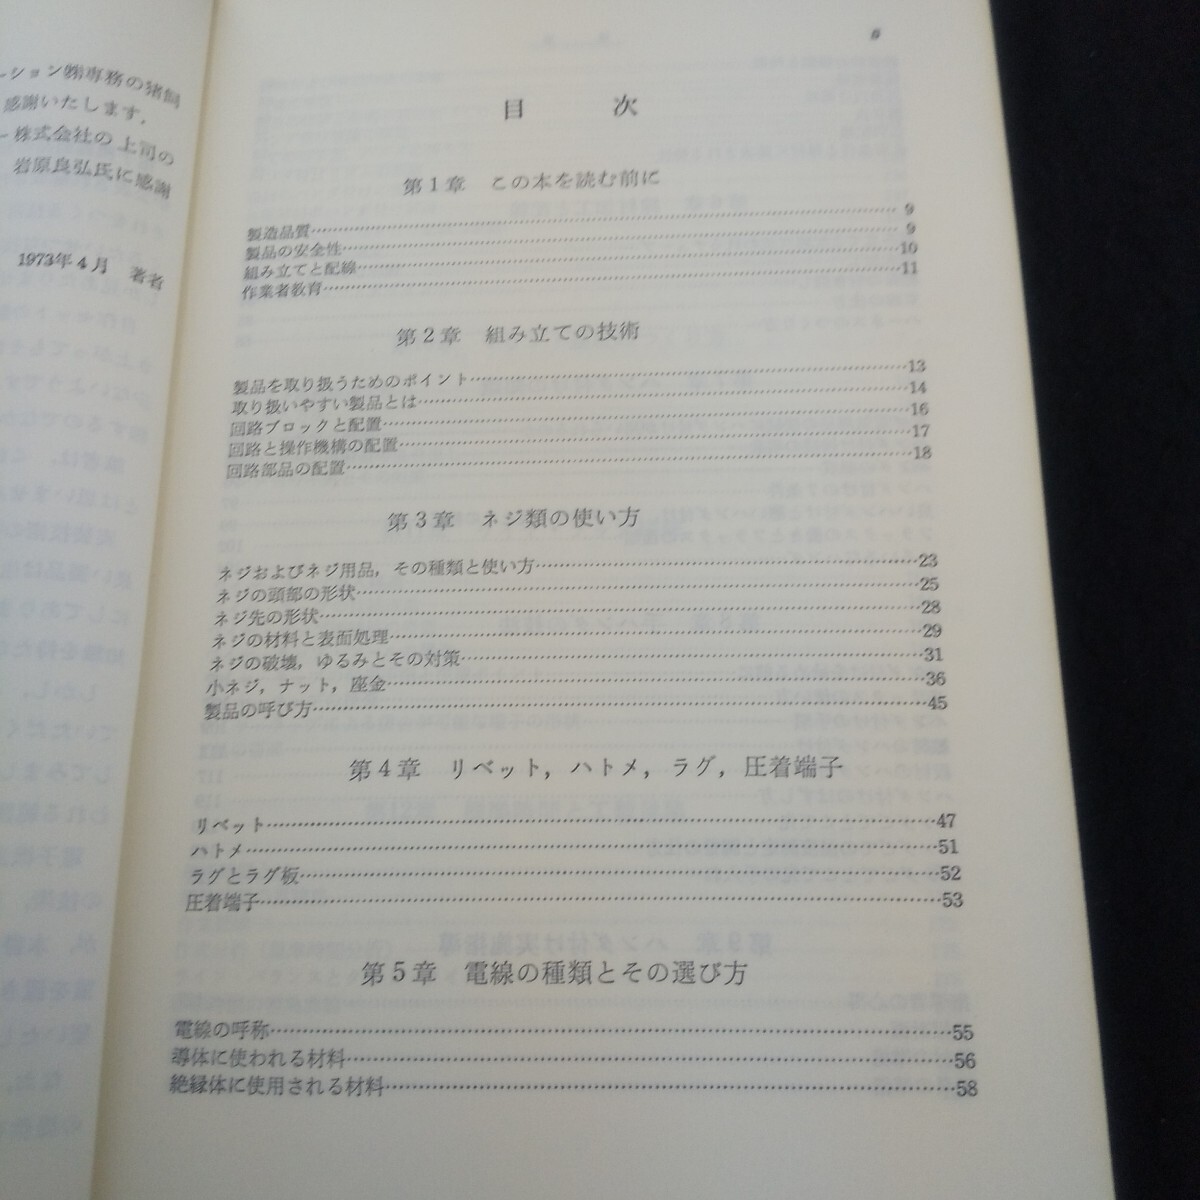 ーション㈱専務の猪飼
感謝いたします．
ー株式会社の上司の
岩原良弘氏に感謝
1973年4月　著者
目　次
第1章　この本を読む前に
製造品質……9
製品の安全性……9
組み立てと配線……10
作業者教育……11
第2章　組み立ての技術
製品を取り扱うためのポイント……13
取り扱いやすい製品とは……14
回路ブロックと配置……16
回路と操作機構の配置……17
回路部品の配置……18
第3章　ネジ類の使い方
ネジおよびネジ用品，その種類と使い方……23
ネジの頭部の形状……25
ネジ先の形状……28
ネジの材料と表面処理……29
ネジの破壊，ゆるみとその対策……31
小ネジ，ナット，座金……36
製品の呼び方……45
第4章　リベット，ハトメ，ラグ，圧着端子
リベット……47
ハトメ……51
ラグとラグ板……52
圧着端子……53
第5章　電線の種類とその選び方
電線の呼称……55
導体に使われる材料……56
絶縁体に使用される材料……58